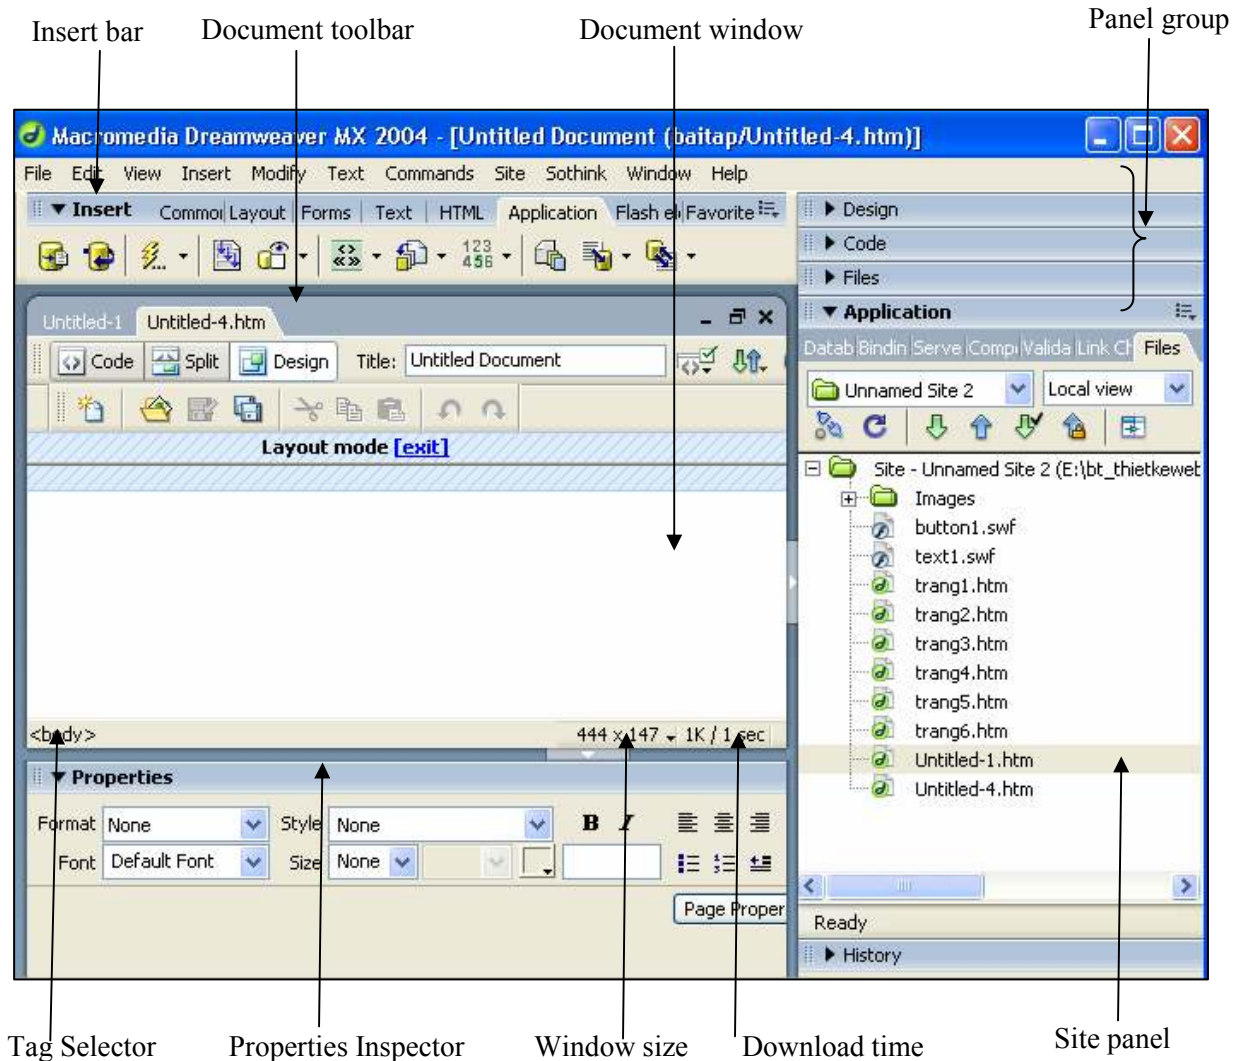 Insert bar
Document toolbar
Document window
Panel group
Macromedia Dreamweaver MX 2004 - [Untitled Document (baitap/Untitled-4.htm)]
File Edit View Insert Modify Text Commands Site Sothink Window Help
Insert Common Layout Forms Text HTML Application Flash el Favorite
Design
Code
Files
Application
Untitled-1 Untitled-4.htm
Datab Bindin Serve Comp Valida Link Ch Files
Code Split Design Title: Untitled Document
Unnamed Site 2 Local view
Layout mode [exit]
Site - Unnamed Site 2 (E:\bt_thietkewet
Images
button1.swf
text1.swf
trang1.htm
trang2.htm
trang3.htm
trang4.htm
trang5.htm
trang6.htm
Untitled-1.htm
Untitled-4.htm
<body> 444 x 147 1K / 1 sec
Properties
Format None Style None B I
Font Default Font Size None
Page Proper
Ready
History
Tag Selector
Properties Inspector
Window size
Download time
Site panel